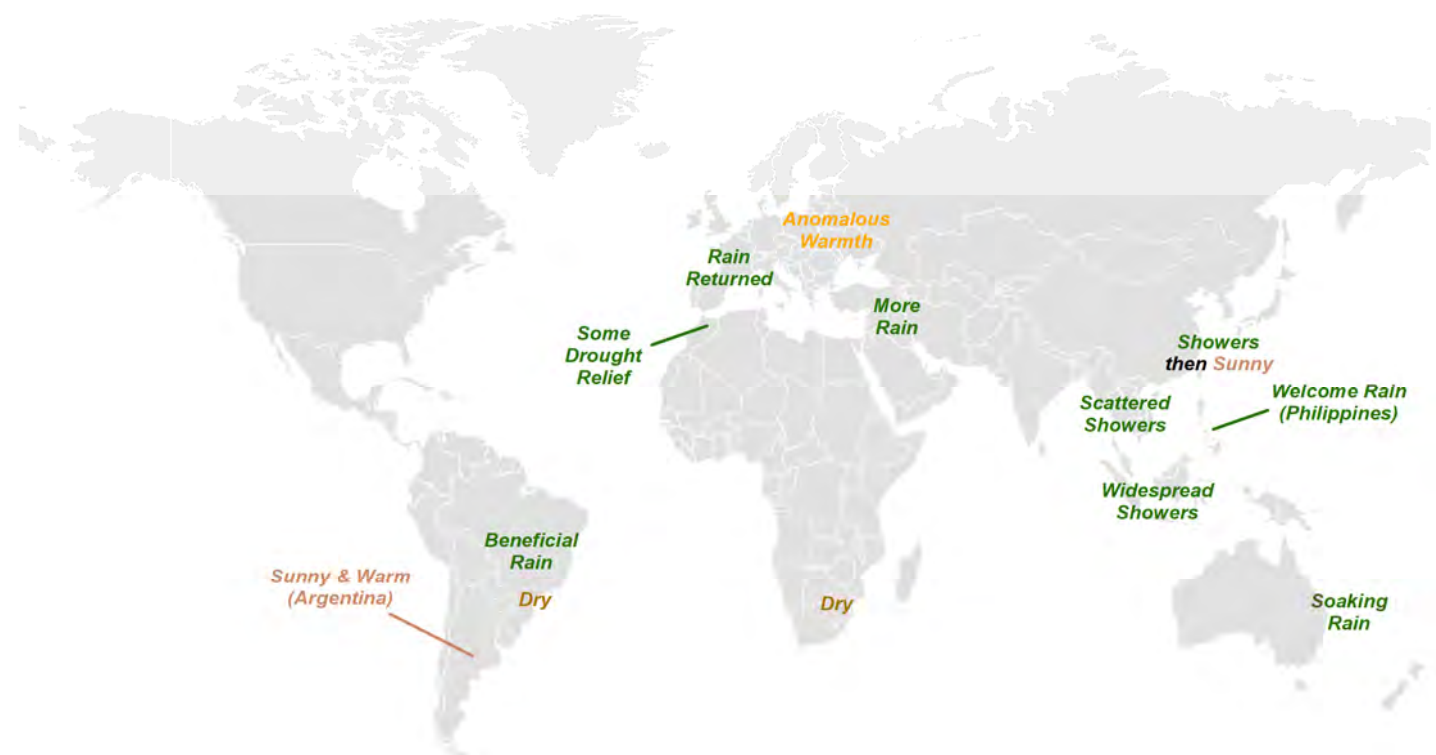 Anomalous
Warmth
Rain
Returned
More
Rain
Some
Drought
Relief
Showers
then Sunny
Welcome Rain
(Philippines)
Scattered
Showers
Widespread
Showers
Beneficial
Rain
Sunny & Warm
(Argentina)
Dry
Dry
Soaking
Rain